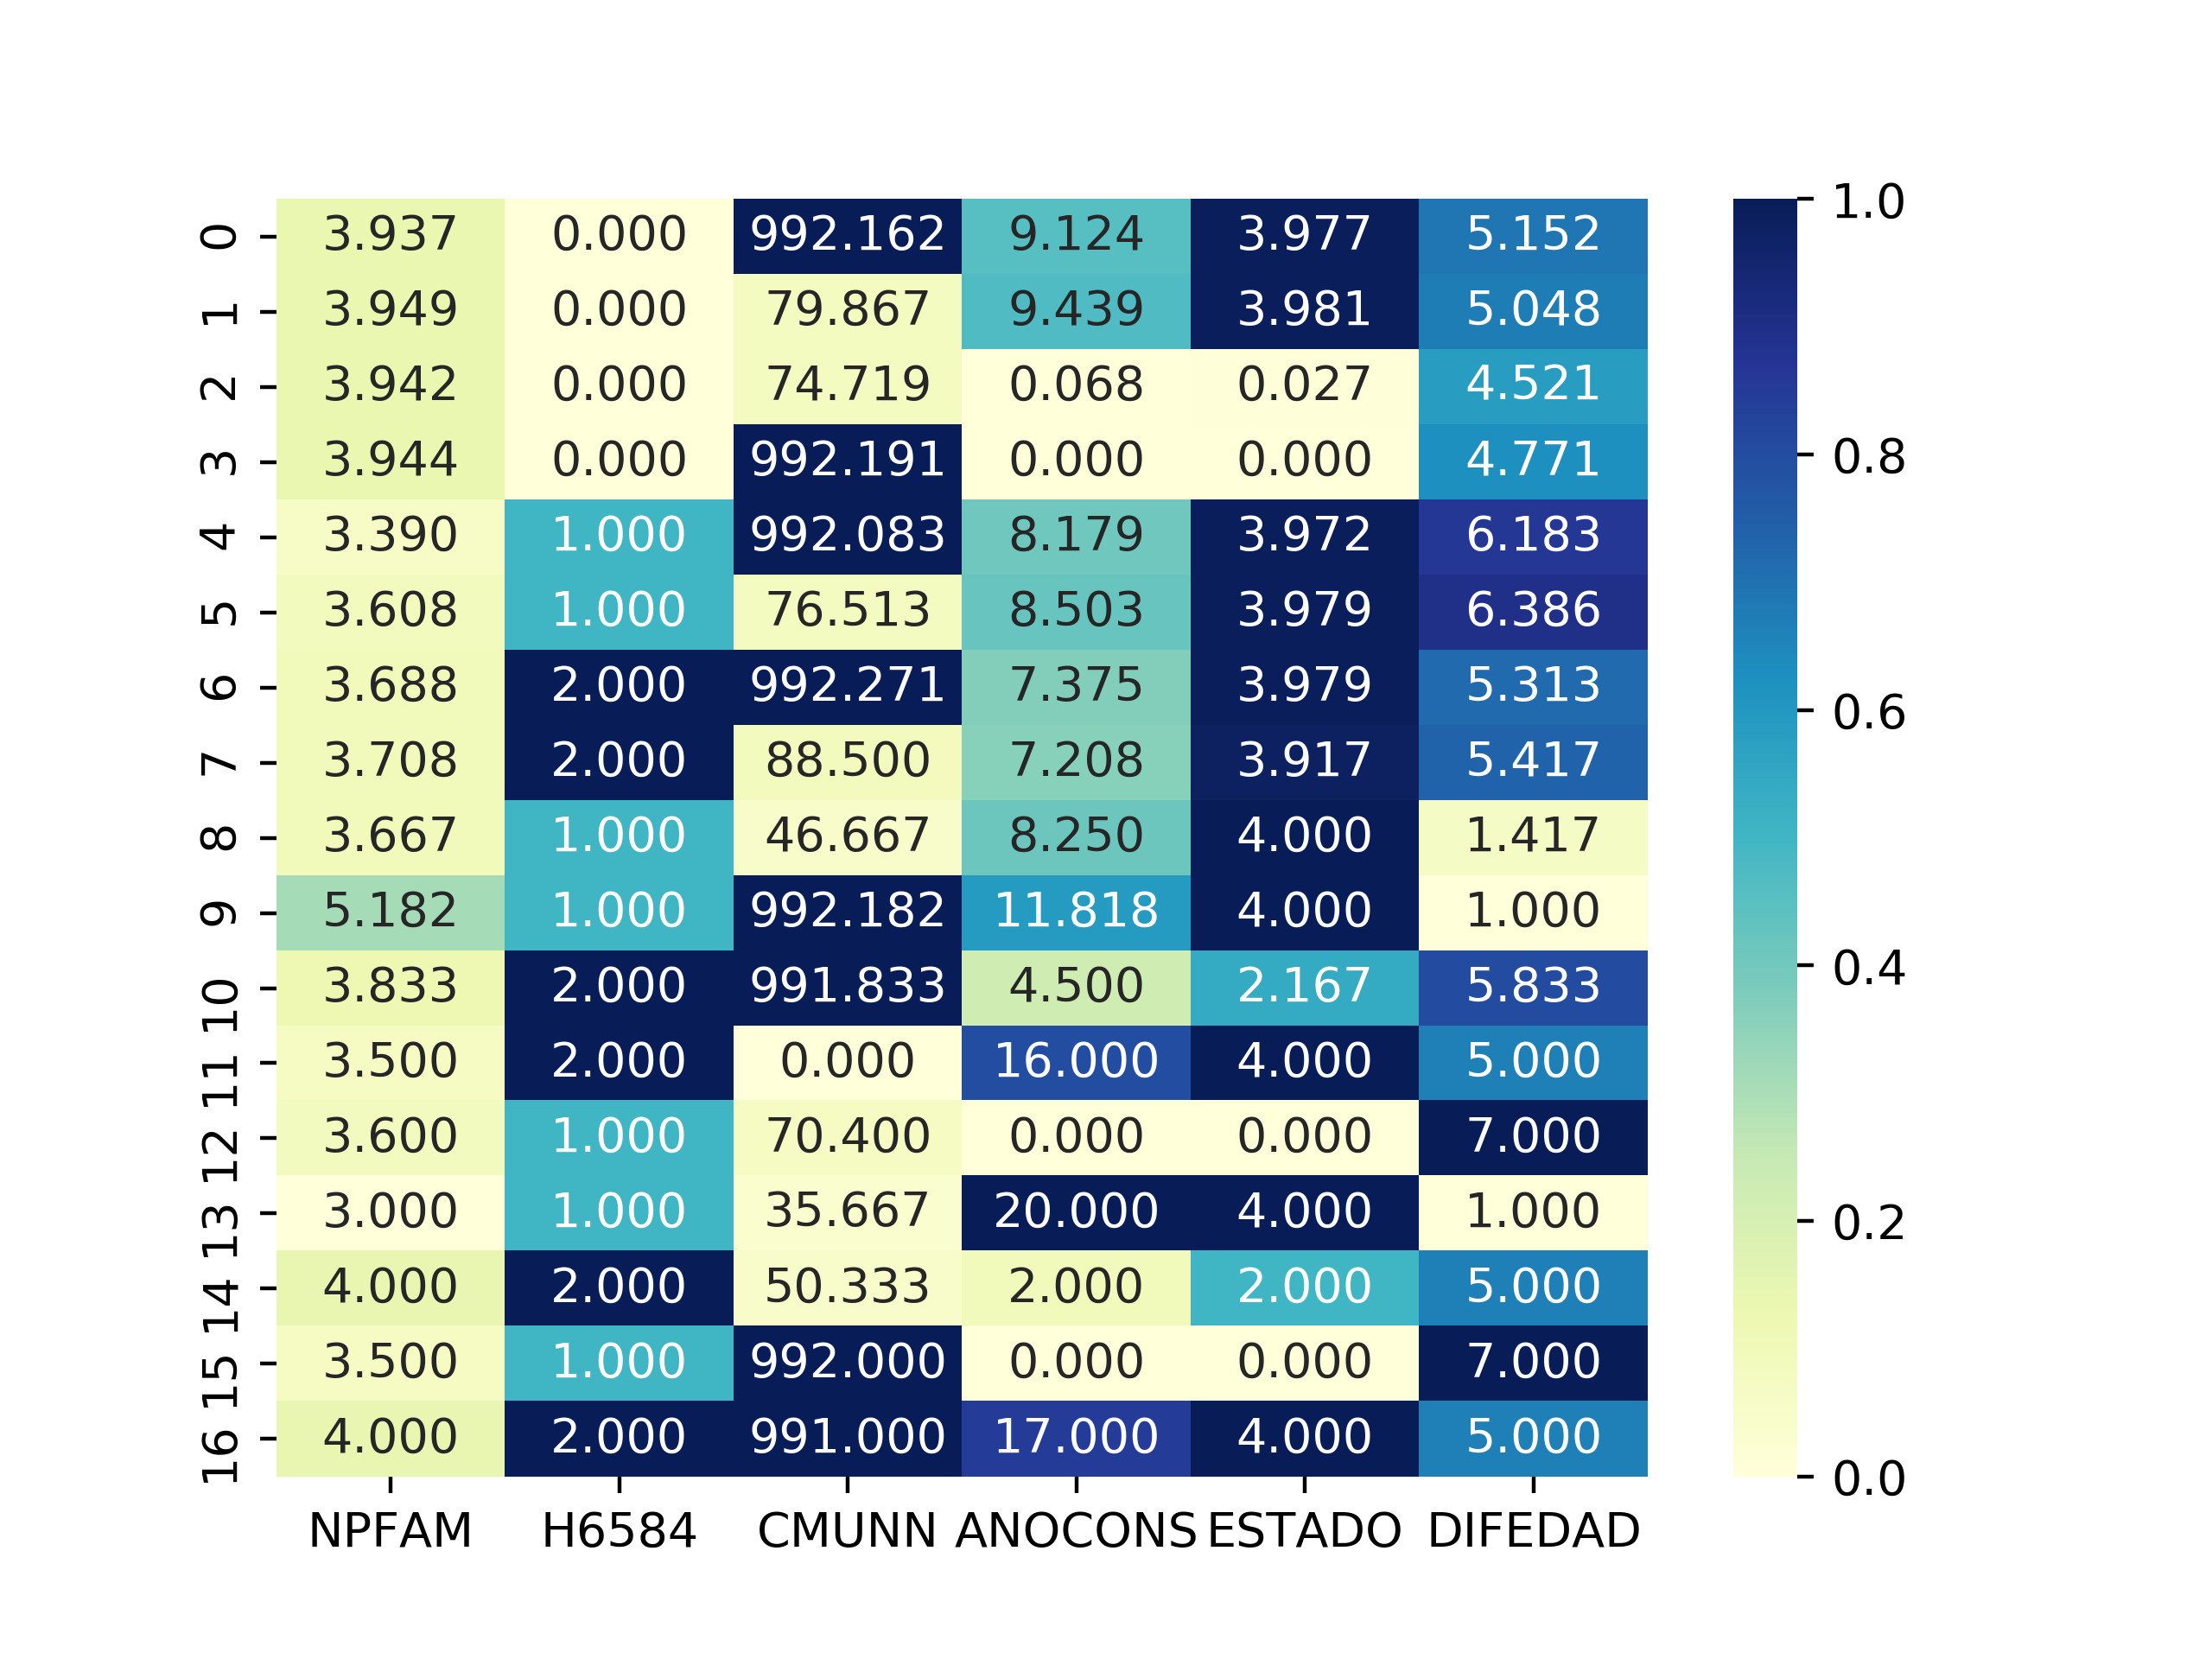 0 3.937 0.000 992.162 9.124 3.977 5.152
1 3.949 0.000 79.867 9.439 3.981 5.048
2 3.942 0.000 74.719 0.068 0.027 4.521
3 3.944 0.000 992.191 0.000 0.000 4.771
4 3.390 1.000 992.083 8.179 3.972 6.183
5 3.608 1.000 76.513 8.503 3.979 6.386
6 3.688 2.000 992.271 7.375 3.979 5.313
7 3.708 2.000 88.500 7.208 3.917 5.417
8 3.667 1.000 46.667 8.250 4.000 1.417
9 5.182 1.000 992.182 11.818 4.000 1.000
10 3.833 2.000 991.833 4.500 2.167 5.833
11 3.500 2.000 0.000 16.000 4.000 5.000
12 3.600 1.000 70.400 0.000 0.000 7.000
13 3.000 1.000 35.667 20.000 4.000 1.000
14 4.000 2.000 50.333 2.000 2.000 5.000
15 3.500 1.000 992.000 0.000 0.000 7.000
16 4.000 2.000 991.000 17.000 4.000 5.000
NPFAM H6584 CMUNN ANOCONS ESTADO DIFEDAD
1.0
0.8
0.6
0.4
0.2
0.0